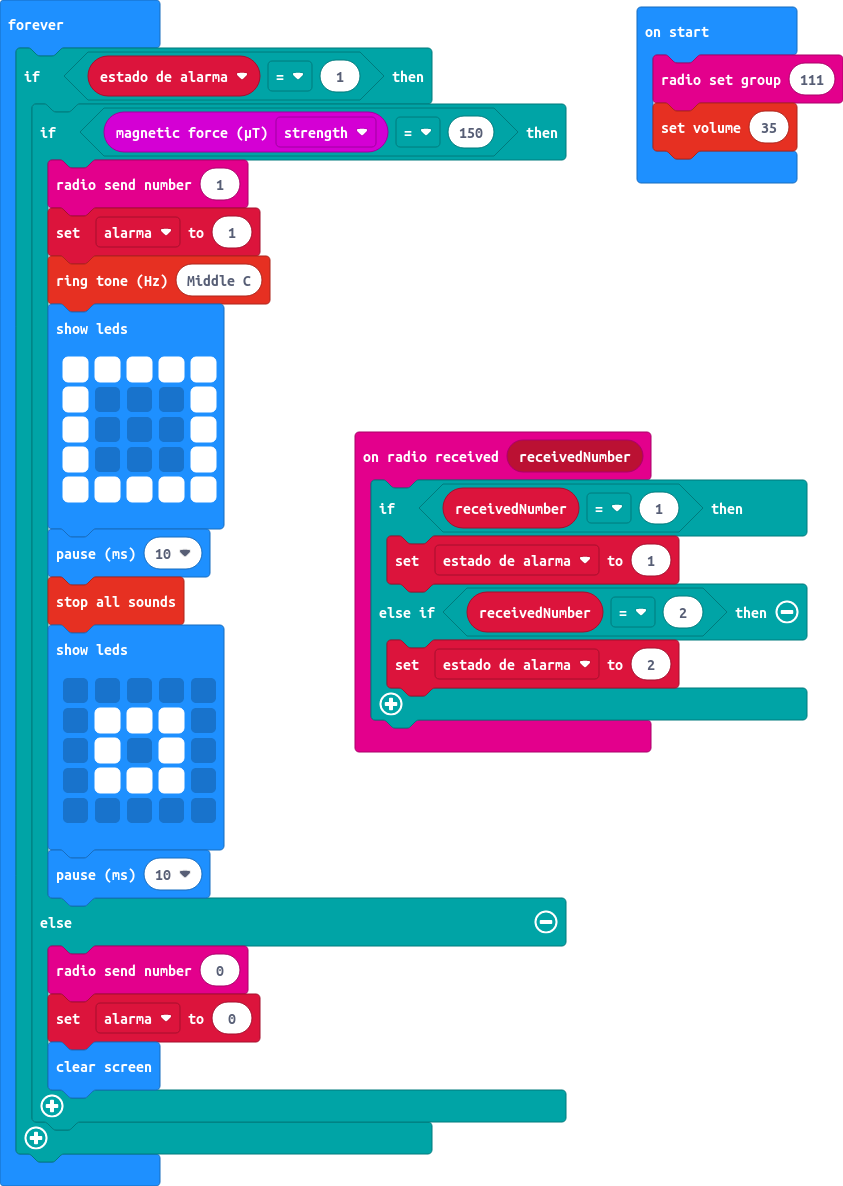 forever
if estado de alarma = 1 then
if magnetic force (µT) strength = 150 then
radio send number 1
set alarma to 1
ring tone (Hz) Middle C
show leds
pause (ms) 10
stop all sounds
show leds
pause (ms) 10
else
radio send number 0
set alarma to 0
clear screen
on start
radio set group 111
set volume 35
on radio received receivedNumber
if receivedNumber = 1 then
set estado de alarma to 1
else if receivedNumber = 2 then
set estado de alarma to 2